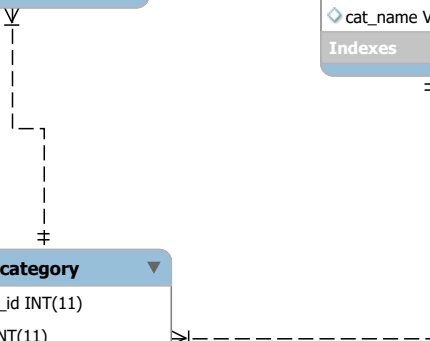 cat_name V
Indexes
category
_id INT(11)
NT(11)